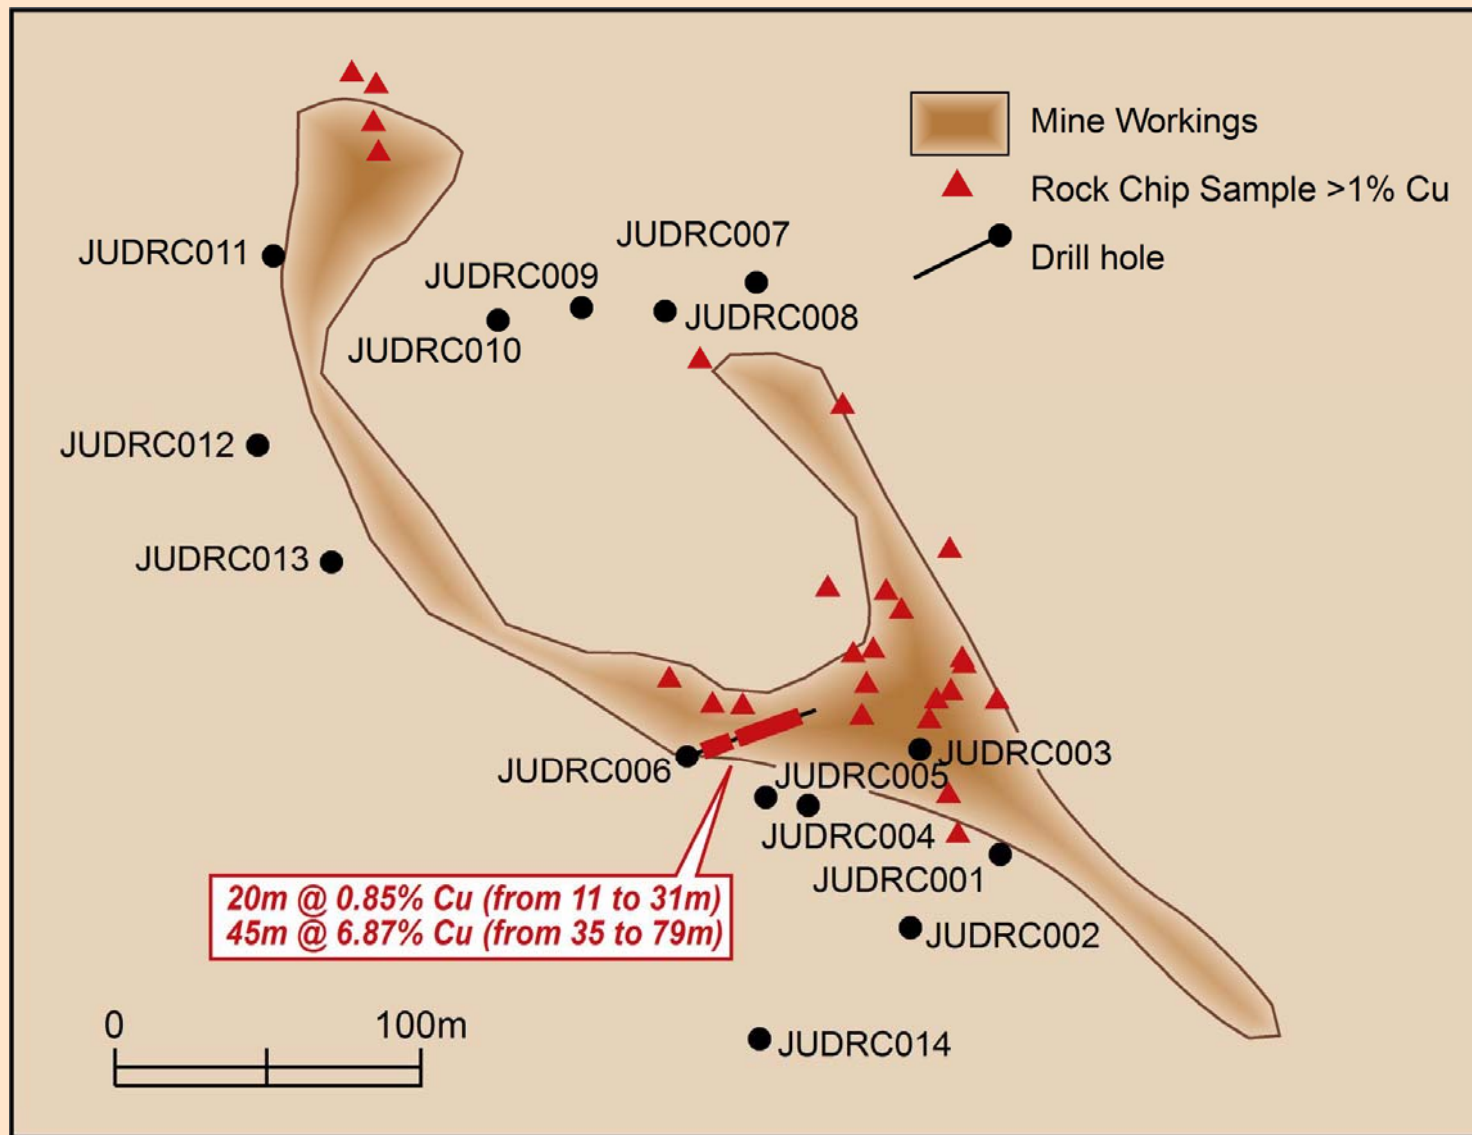 Mine Workings
Rock Chip Sample >1% Cu
Drill hole
JUDRC007
JUDRC011
JUDRC009
JUDRC008
JUDRC010
JUDRC012
JUDRC013
JUDRC003
JUDRC006
JUDRC005
JUDRC004
JUDRC001
20m @ 0.85% Cu (from 11 to 31m)
45m @ 6.87% Cu (from 35 to 79m)
JUDRC002
0 100m
JUDRC014